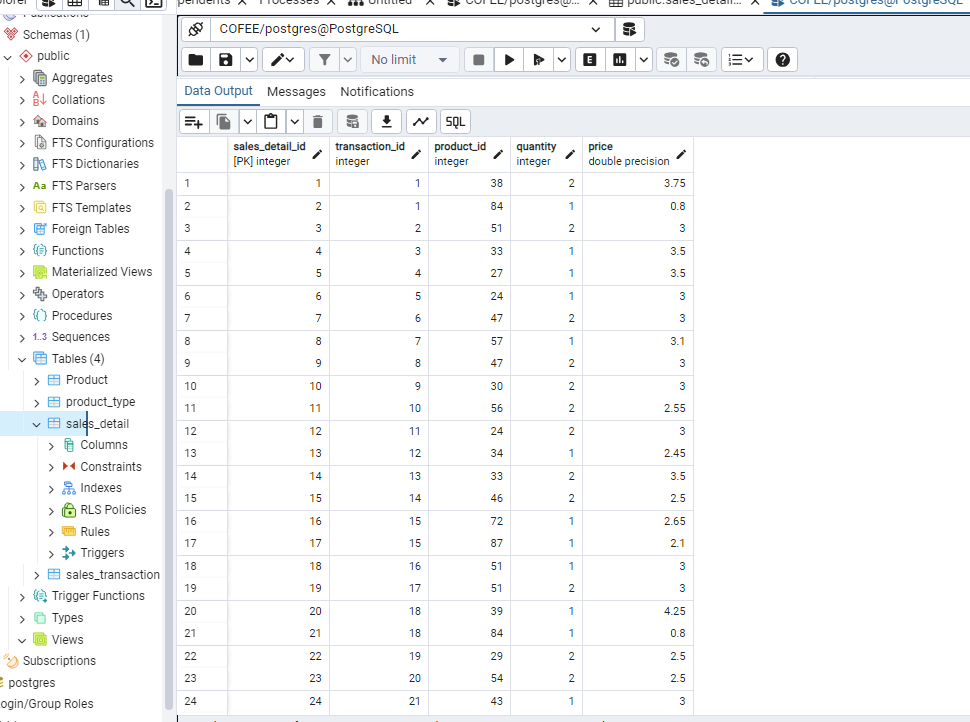 Processes
COFEE/postgres@...
public.sales_detail...
COFEE/postgres@PostgreSQL
Publications
Schemas (1)
public
Aggregates
Collations
Domains
FTS Configurations
FTS Dictionaries
Aa FTS Parsers
FTS Templates
Foreign Tables
Functions
Materialized Views
Operators
Procedures
1..3 Sequences
Tables (4)
Product
product_type
sales_detail
Columns
Constraints
Indexes
RLS Policies
Rules
Triggers
sales_transaction
Trigger Functions
Types
Views
Subscriptions
postgres
ogin/Group Roles
COFEE/postgres@PostgreSQL
No limit
E
Data Output Messages Notifications
SQL
sales_detail_id transaction_id product_id quantity price
[PK] integer integer integer integer double precision
1 1 1 38 2 3.75
2 2 1 84 1 0.8
3 3 2 51 2 3
4 4 3 33 1 3.5
5 5 4 27 1 3.5
6 6 5 24 1 3
7 7 6 47 2 3
8 8 7 57 1 3.1
9 9 8 47 2 3
10 10 9 30 2 3
11 11 10 56 2 2.55
12 12 11 24 2 3
13 13 12 34 1 2.45
14 14 13 33 2 3.5
15 15 14 46 2 2.5
16 16 15 72 1 2.65
17 17 15 87 1 2.1
18 18 16 51 1 3
19 19 17 51 2 3
20 20 18 39 1 4.25
21 21 18 84 1 0.8
22 22 19 29 2 2.5
23 23 20 54 2 2.5
24 24 21 43 1 3